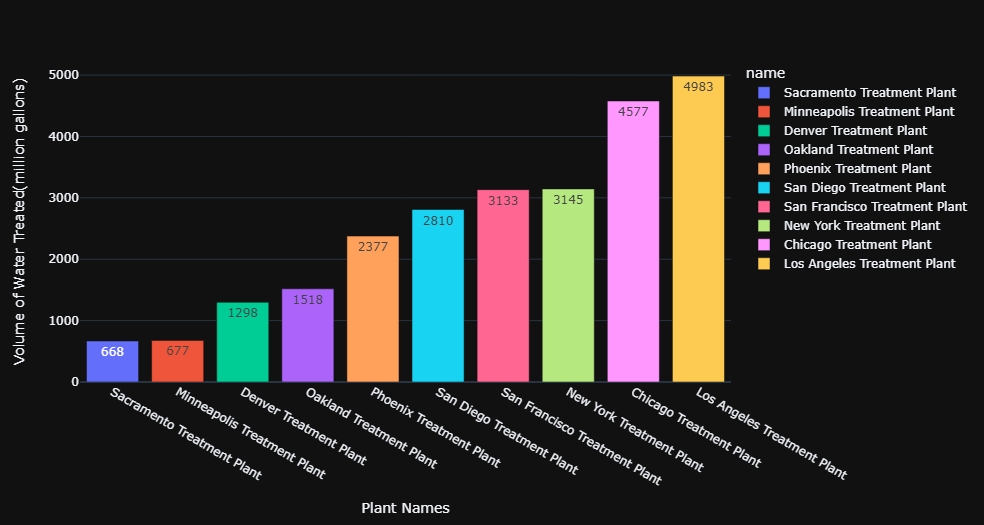 Volume of Water Treated(million gallons)
5000
4000
3000
2000
1000
0
668
677
1298
1518
2377
2810
3133
3145
4577
4983
Sacramento Treatment Plant
Minneapolis Treatment Plant
Denver Treatment Plant
Oakland Treatment Plant
Phoenix Treatment Plant
San Diego Treatment Plant
San Francisco Treatment Plant
New York Treatment Plant
Chicago Treatment Plant
Los Angeles Treatment Plant
Plant Names
name
Sacramento Treatment Plant
Minneapolis Treatment Plant
Denver Treatment Plant
Oakland Treatment Plant
Phoenix Treatment Plant
San Diego Treatment Plant
San Francisco Treatment Plant
New York Treatment Plant
Chicago Treatment Plant
Los Angeles Treatment Plant